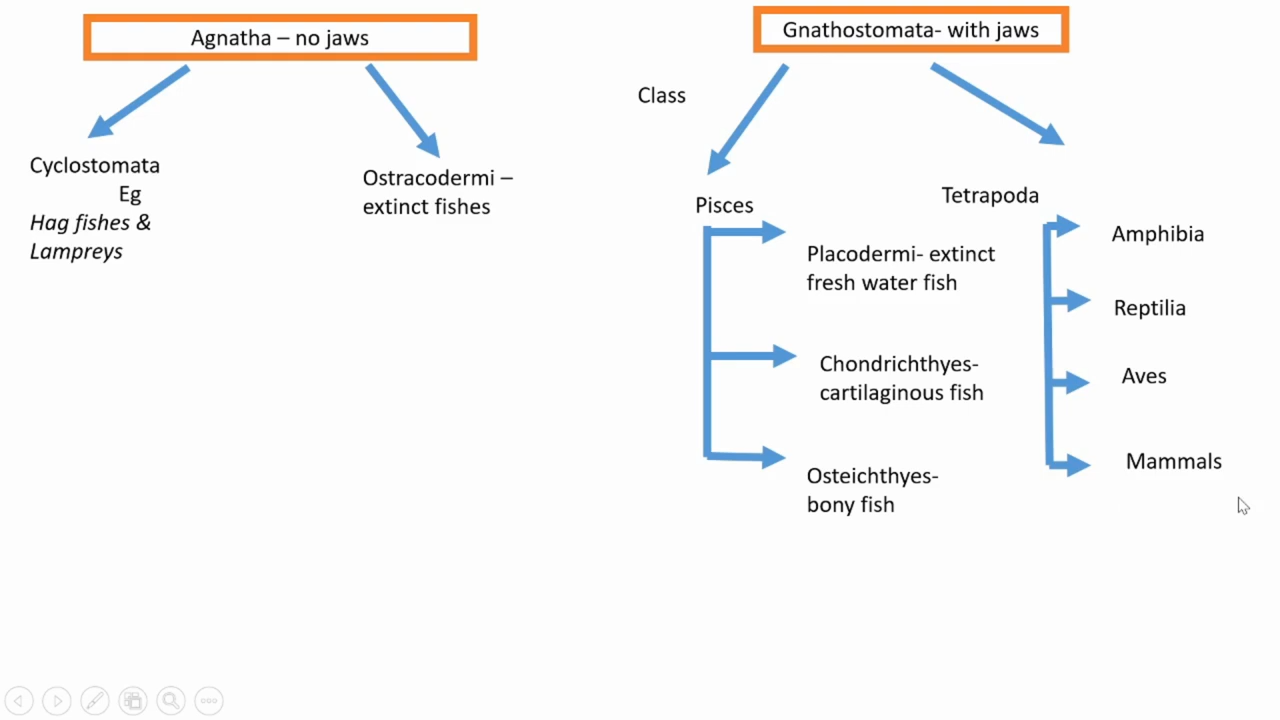 Agnatha – no jaws
Cyclostomata
Eg
Hag fishes &
Lampreys
Ostracodermi –
extinct fishes
Gnathostomata- with jaws
Class
Pisces
Placodermi- extinct
fresh water fish
Chondrichthyes-
cartilaginous fish
Osteichthyes-
bony fish
Tetrapoda
Amphibia
Reptilia
Aves
Mammals